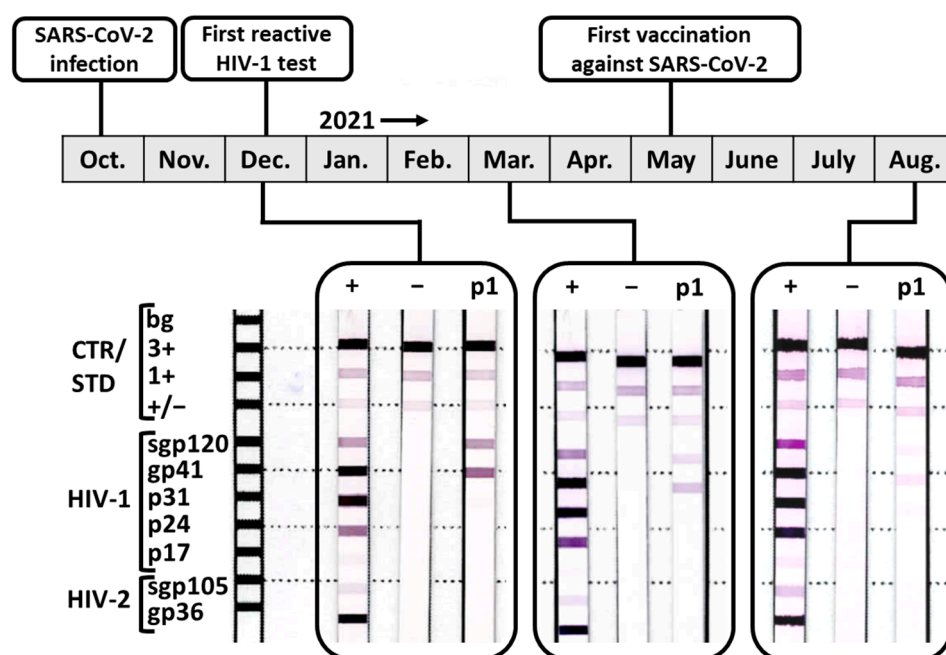 SARS-CoV-2
infection
First reactive
HIV-1 test
First vaccination
against SARS-CoV-2
2021
Oct. Nov. Dec. Jan. Feb. Mar. Apr. May June July Aug.
+ − p1 + − p1 + − p1
CTR/
STD
bg
3+
1+
+/−
HIV-1
sgp120
gp41
p31
p24
p17
HIV-2
sgp105
gp36